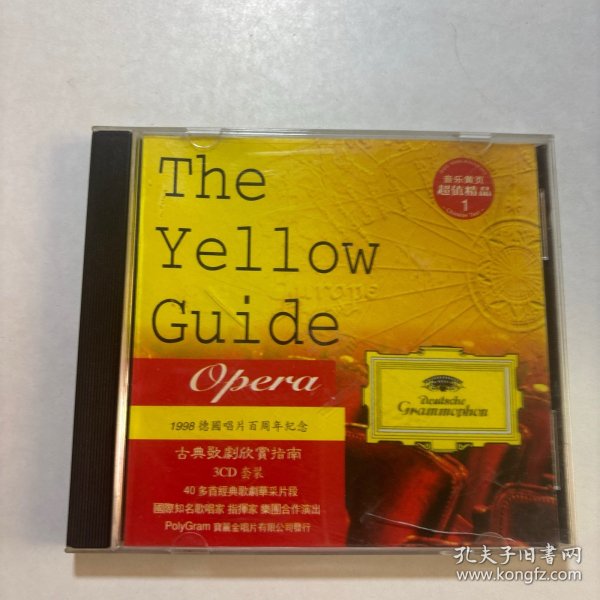 The
Yellow
Guide
Opera
音乐黄页
超值精品
1
Europe
Deutsche
Grammophon
1998 德國唱片百周年紀念
古典歌劇欣賞指南
3CD 套裝
40 多首經典歌劇華采片段
國際知名歌唱家 指揮家 樂團合作演出
PolyGram 寶麗金唱片有限公司發行
孔夫子旧书网
www.kongfz.com